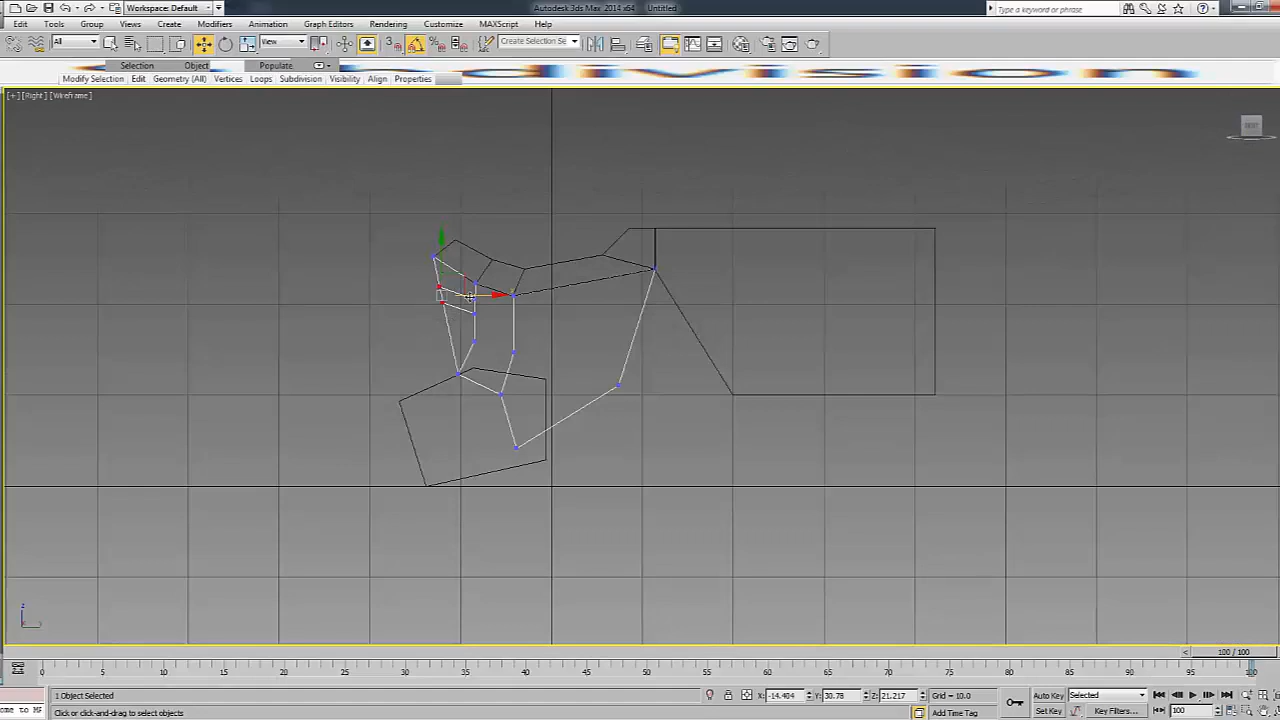 Workspace: Default
Autodesk 3ds Max 2014 x64 Untitled
Type a keyword or phrase
Edit Tools Group Views Create Modifiers Animation Graph Editors Rendering Customize MAXScript Help
All View Create Selection Se
Selection Object Populate
Modify Selection Edit Geometry (All) Vertices Loops Subdivision Visibility Align Properties
[+] [Right] [Wireframe]
100 / 100
0 5 10 15 20 25 30 35 40 45 50 55 60 65 70 75 80 85 90 95 100
1 Object Selected X: -14.404 Y: 30.78 Z: 21.217 Grid = 10.0 Auto Key Selected
ome to MF Click or click-and-drag to select objects Add Time Tag Set Key Key Filters... 100